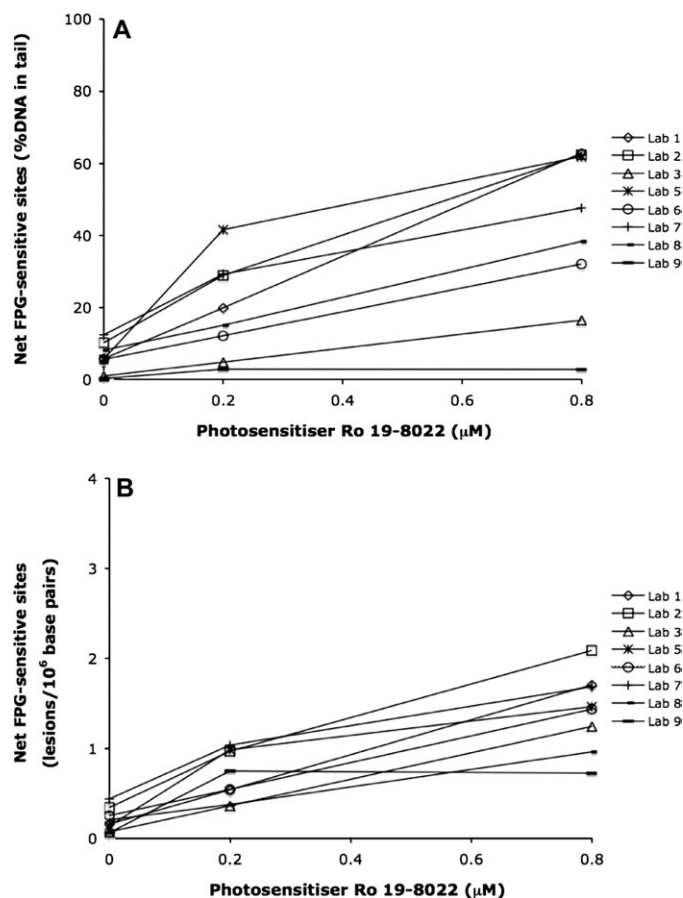 A
100
80
60
40
20
0
Net FPG-sensitive sites (%DNA in tail)
0
0.2
0.4
0.6
0.8
Photosensitiser Ro 19-8022 (μM)
Lab 1
Lab 2
Lab 3
Lab 5
Lab 6
Lab 7
Lab 8
Lab 9
B
4
3
2
1
0
Net FPG-sensitive sites
(lesions/10⁶ base pairs)
0
0.2
0.4
0.6
0.8
Photosensitiser Ro 19-8022 (μM)
Lab 1
Lab 2
Lab 3
Lab 5
Lab 6
Lab 7
Lab 8
Lab 9